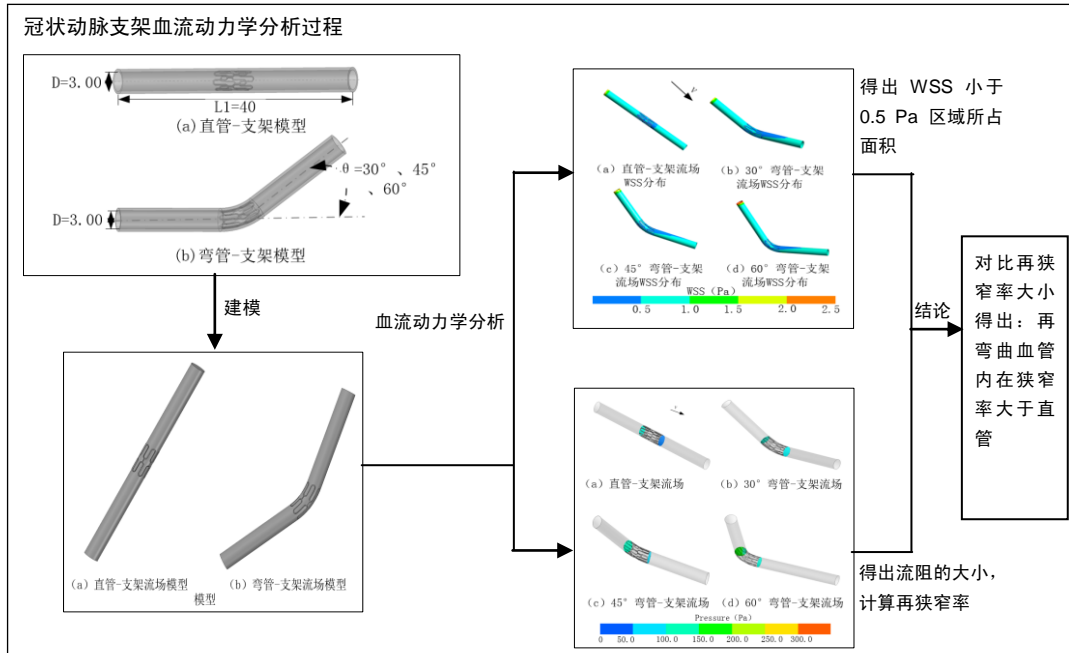 冠状动脉支架血流动力学分析过程
D=3.00
L1=40
(a)直管-支架模型
θ=30°、45°
、60°
D=3.00
(b)弯管-支架模型
建模
(a)直管-支架流场模型
模型
(b)弯管-支架流场模型
血流动力学分析
(a)直管-支架流场
WSS分布
(b)30°弯管-支架
流场WSS分布
(c)45°弯管-支架
流场WSS分布
(d)60°弯管-支架
流场WSS分布
WSS(Pa)
0.5 1.0 1.5 2.0 2.5
得出 WSS 小于
0.5 Pa 区域所占
面积
(a)直管-支架流场
(b)30°弯管-支架流场
(c)45°弯管-支架流场
(d)60°弯管-支架流场
Pressure(Pa)
0 50.0 100.0 150.0 200.0 250.0 300.0
得出流阻的大小，
计算再狭窄率
结论
对比再狭
窄率大小
得出：再
弯曲血管
内在狭窄
率大于直
管